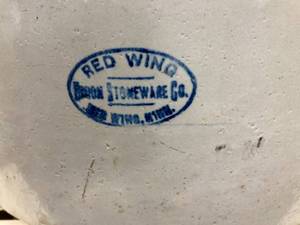 RED WING
UNION STONEWARE CO.
RED WING, MINN.